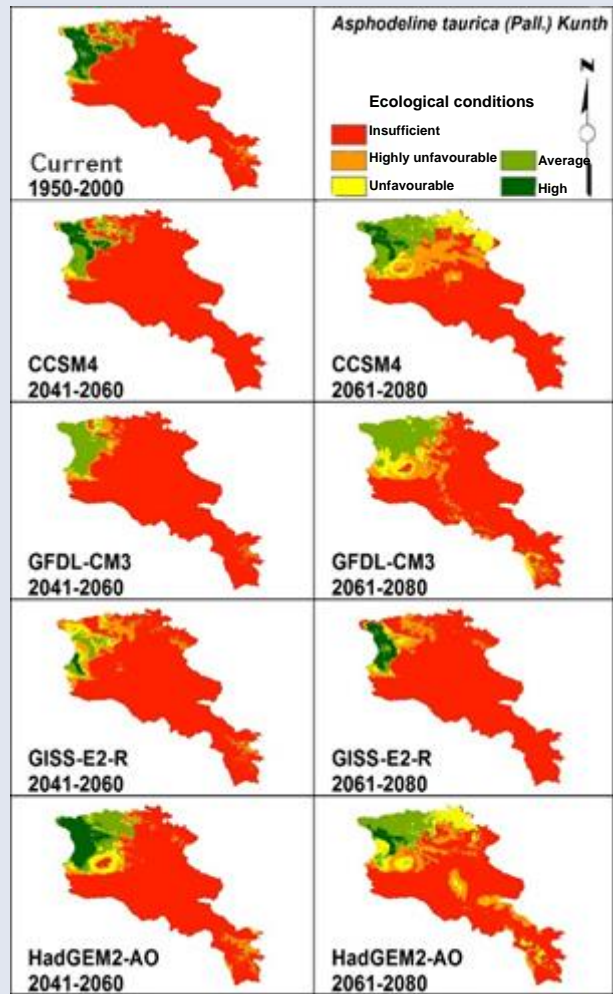 Asphodeline taurica (Pall.) Kunth
N
Ecological conditions
Insufficient
Highly unfavourable
Average
Unfavourable
High
Current
1950-2000
CCSM4
2041-2060
CCSM4
2061-2080
GFDL-CM3
2041-2060
GFDL-CM3
2061-2080
GISS-E2-R
2041-2060
GISS-E2-R
2061-2080
HadGEM2-AO
2041-2060
HadGEM2-AO
2061-2080